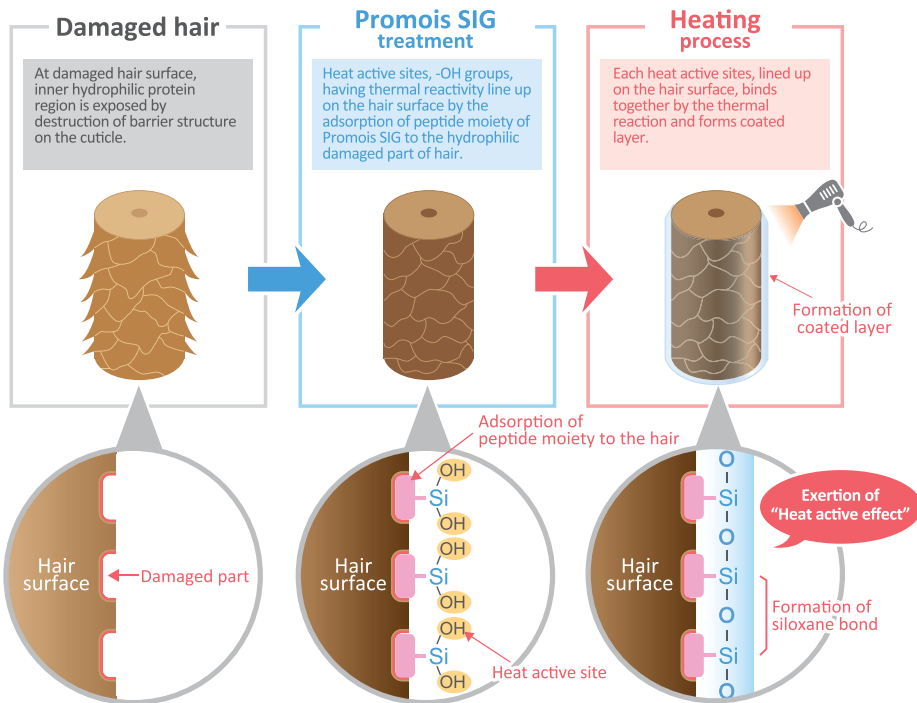 Damaged hair
At damaged hair surface,
inner hydrophilic protein
region is exposed by
destruction of barrier structure
on the cuticle.
Promois SIG
treatment
Heat active sites, -OH groups,
having thermal reactivity line up
on the hair surface by the
adsorption of peptide moiety of
Promois SIG to the hydrophilic
damaged part of hair.
Heating
process
Each heat active sites, lined up
on the hair surface, binds
together by the thermal
reaction and forms coated
layer.
Formation of
coated layer
Hair
surface
Damaged part
Adsorption of
peptide moiety to the hair
Hair
surface
OH
Si
OH
OH
Si
OH
OH
Si
OH
Heat active site
Hair
surface
O
Si
O
Si
O
Si
O
Exertion of
“Heat active effect”
Formation of
siloxane bond